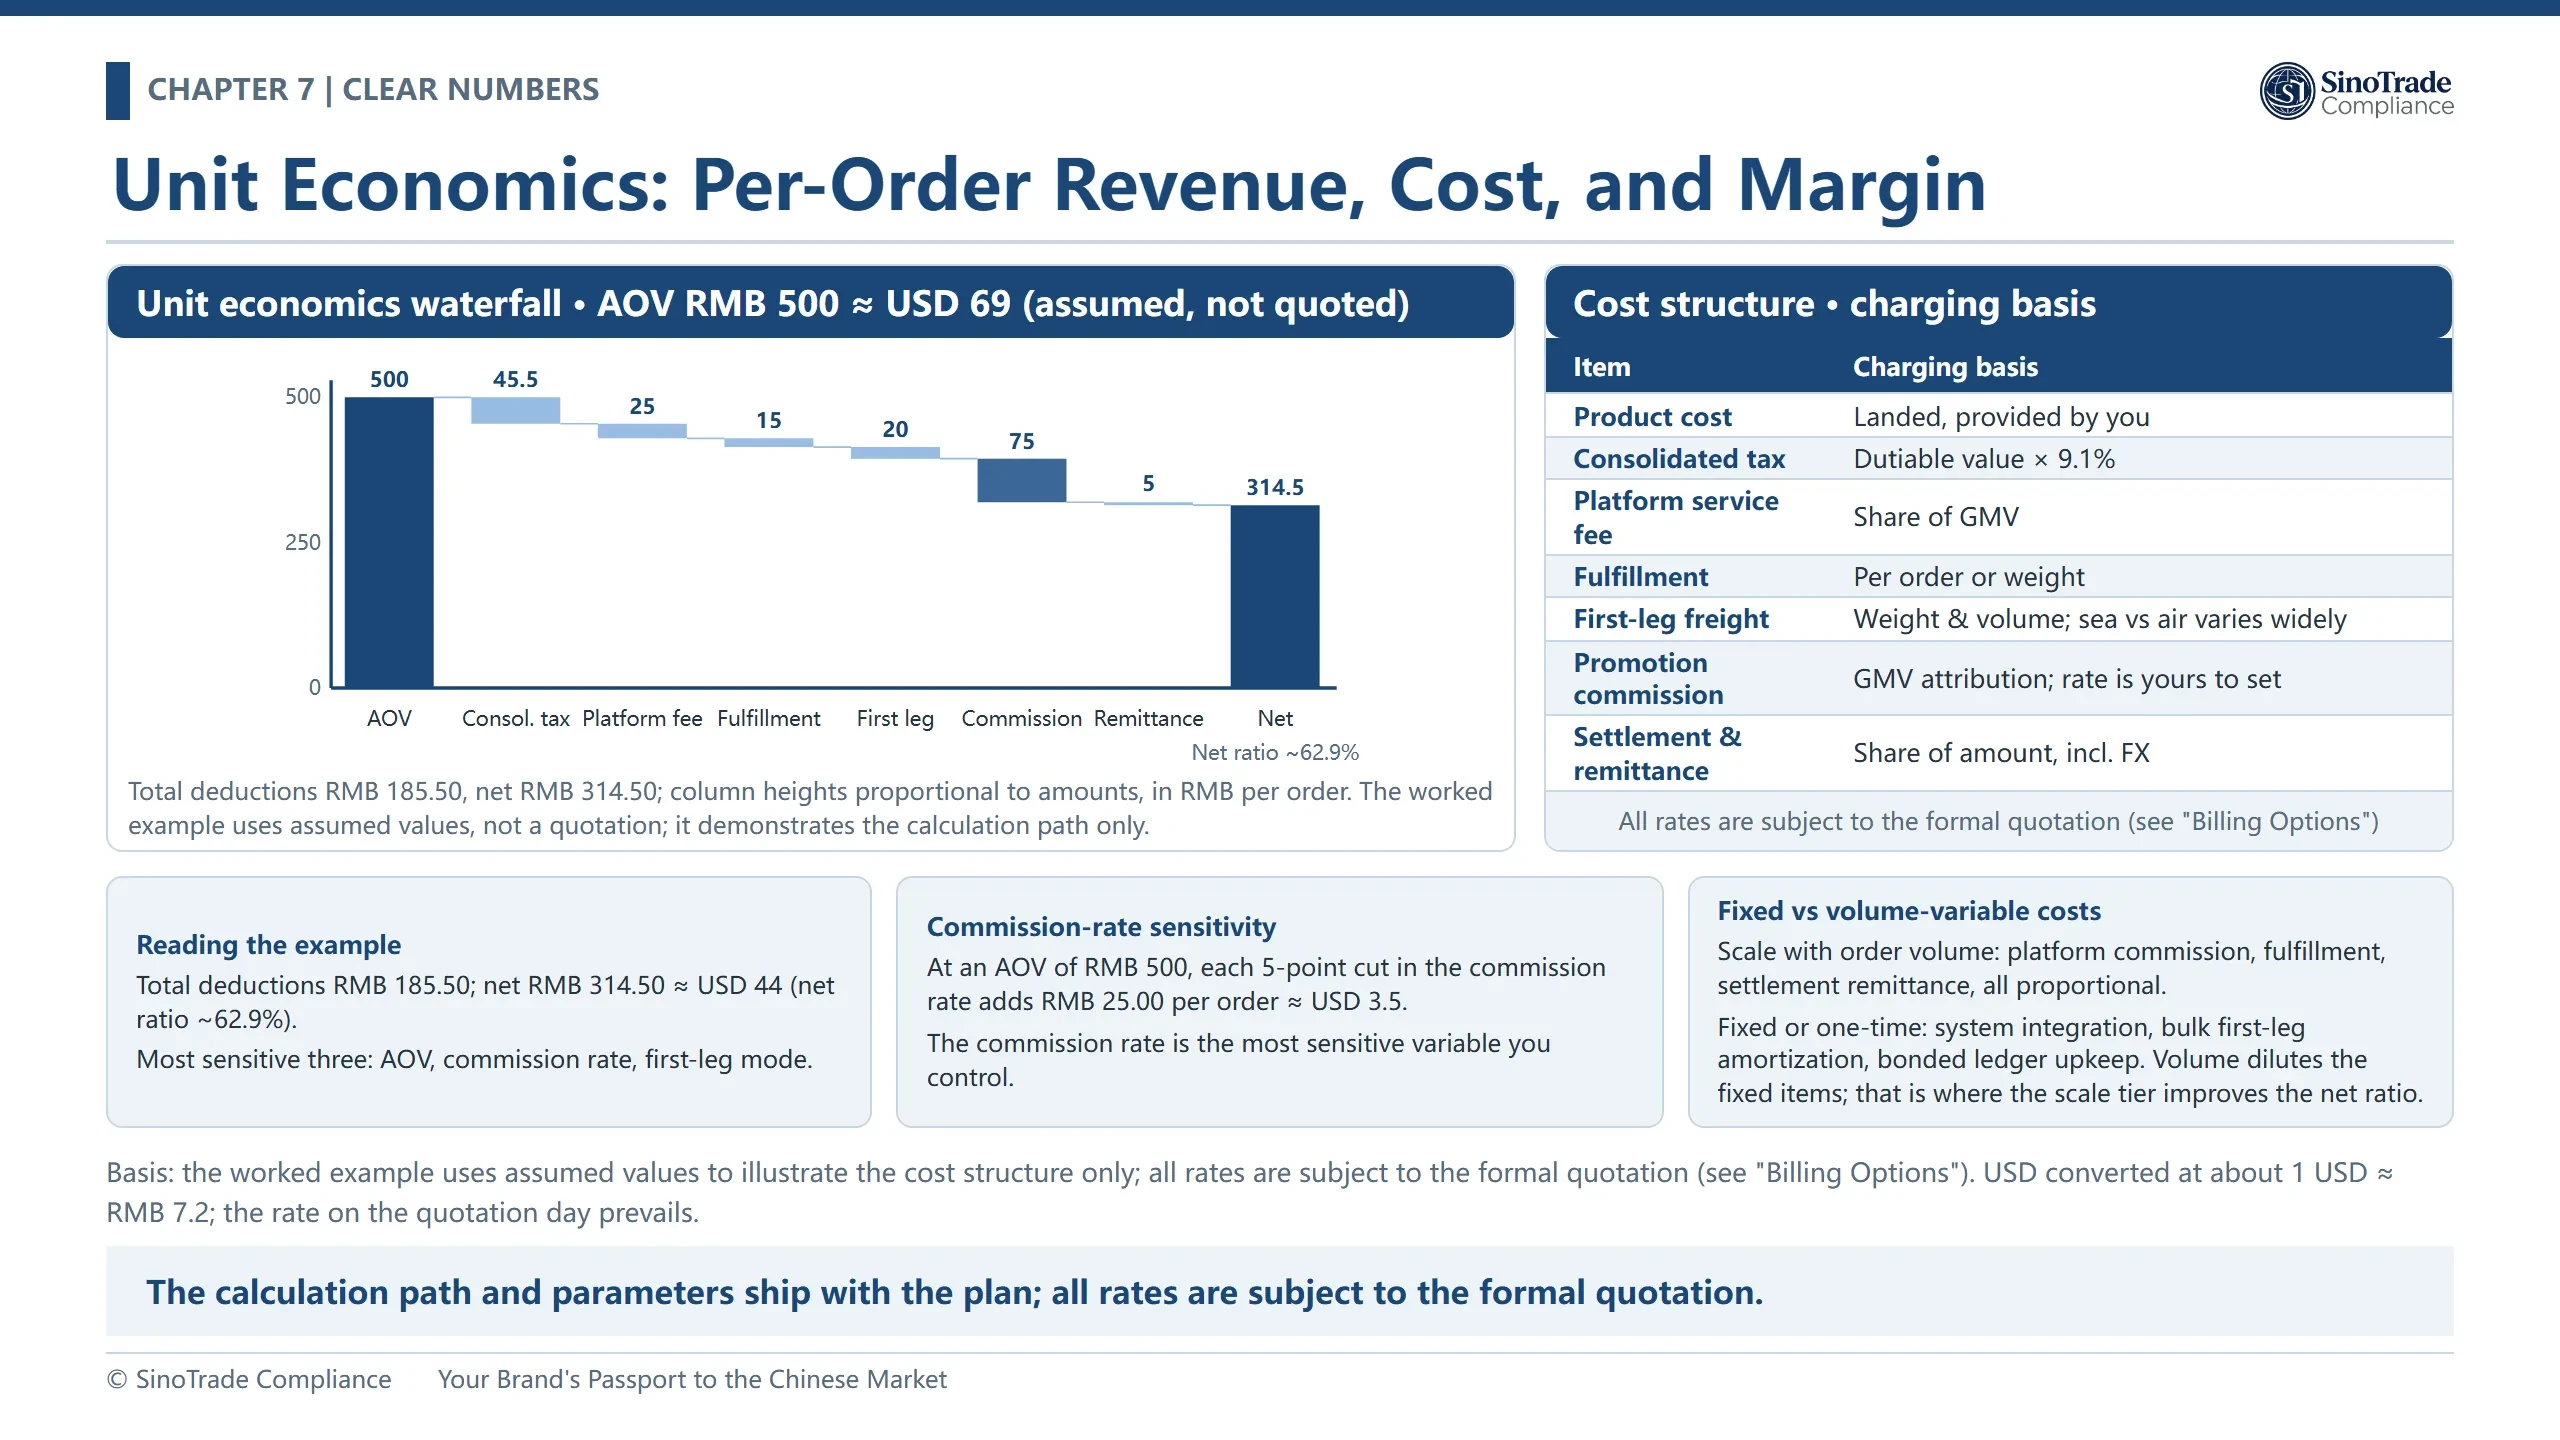 CHAPTER 7 | CLEAR NUMBERS
SinoTrade
Compliance
Unit Economics: Per-Order Revenue, Cost, and Margin
Unit economics waterfall • AOV RMB 500 ≈ USD 69 (assumed, not quoted)
500
250
0
500
45.5
25
15
20
75
5
314.5
AOV
Consol. tax
Platform fee
Fulfillment
First leg
Commission
Remittance
Net
Net ratio ~62.9%
Total deductions RMB 185.50, net RMB 314.50; column heights proportional to amounts, in RMB per order. The worked
example uses assumed values, not a quotation; it demonstrates the calculation path only.
Cost structure • charging basis
Item Charging basis
Product cost Landed, provided by you
Consolidated tax Dutiable value × 9.1%
Platform service
fee
Share of GMV
Fulfillment Per order or weight
First-leg freight Weight & volume; sea vs air varies widely
Promotion
commission
GMV attribution; rate is yours to set
Settlement &
remittance
Share of amount, incl. FX
All rates are subject to the formal quotation (see "Billing Options")
Reading the example
Total deductions RMB 185.50; net RMB 314.50 ≈ USD 44 (net
ratio ~62.9%).
Most sensitive three: AOV, commission rate, first-leg mode.
Commission-rate sensitivity
At an AOV of RMB 500, each 5-point cut in the commission
rate adds RMB 25.00 per order ≈ USD 3.5.
The commission rate is the most sensitive variable you
control.
Fixed vs volume-variable costs
Scale with order volume: platform commission, fulfillment,
settlement remittance, all proportional.
Fixed or one-time: system integration, bulk first-leg
amortization, bonded ledger upkeep. Volume dilutes the
fixed items; that is where the scale tier improves the net ratio.
Basis: the worked example uses assumed values to illustrate the cost structure only; all rates are subject to the formal quotation (see "Billing Options"). USD converted at about 1 USD ≈
RMB 7.2; the rate on the quotation day prevails.
The calculation path and parameters ship with the plan; all rates are subject to the formal quotation.
© SinoTrade Compliance Your Brand's Passport to the Chinese Market